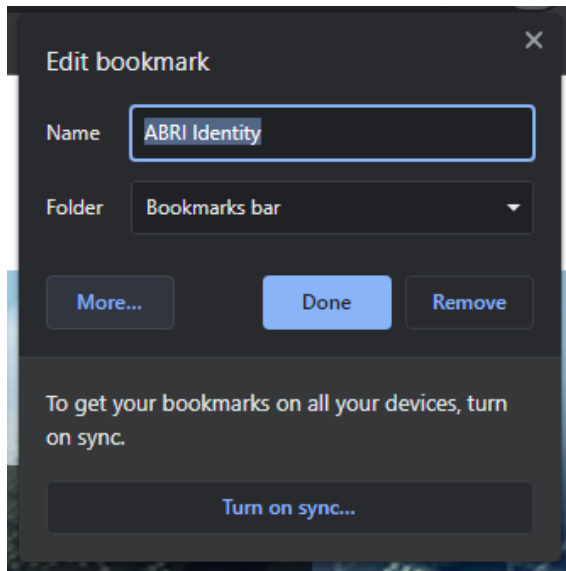 Edit bookmark
Name ABRI Identity
Folder Bookmarks bar
More... Done Remove
To get your bookmarks on all your devices, turn
on sync.
Turn on sync...